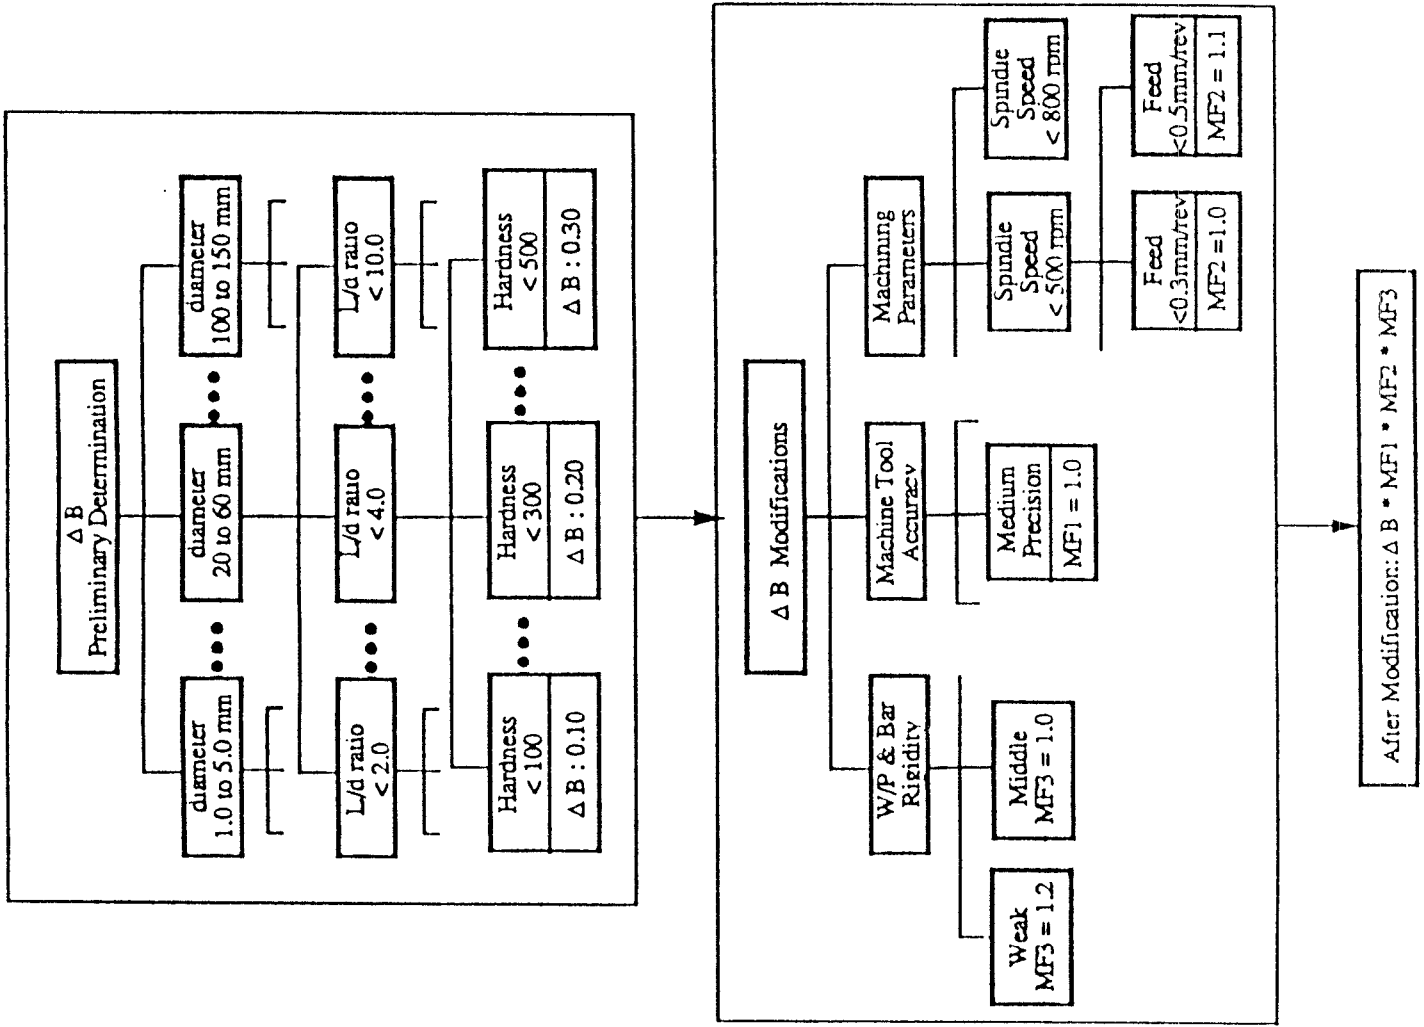 Δ B
Preliminary Determination
diameter
1.0 to 5.0 mm
diameter
20 to 60 mm
diameter
100 to 150 mm
L/d ratio
< 2.0
L/d ratio
< 4.0
L/d ratio
< 10.0
Hardness
< 100
Δ B : 0.10
Hardness
< 300
Δ B : 0.20
Hardness
< 500
Δ B : 0.30
Δ B Modifications
W/P & Bar
Rigidity
Machine Tool
Accuracy
Machining
Parameters
Weak
MF3 = 1.2
Middle
MF3 = 1.0
Medium
Precision
MF1 = 1.0
Spindle
Speed
< 500 rpm
Spindle
Speed
< 800 rpm
Feed
<0.3mm/rev
MF2 =1.0
Feed
<0.5mm/rev
MF2 = 1.1
After Modification: Δ B * MF1 * MF2 * MF3